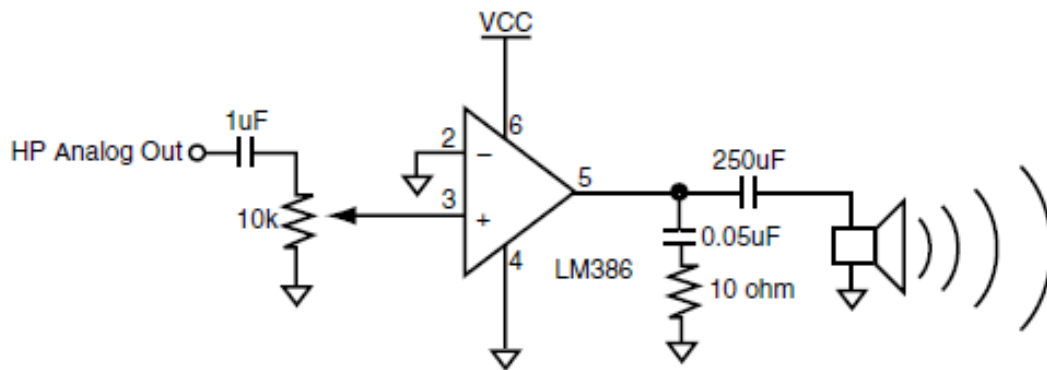 VCC
1uF
HP Analog Out
10k
2
6
−
3
+
5
4
LM386
250uF
0.05uF
10 ohm